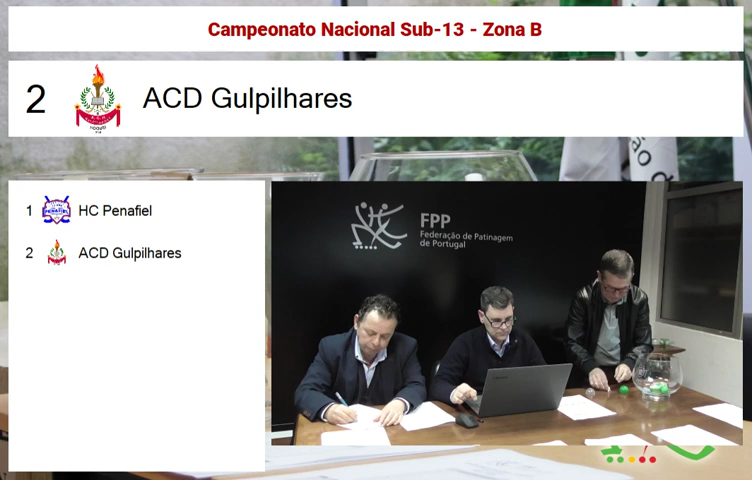 Campeonato Nacional Sub-13 - Zona B
2 ACD Gulpilhares
1 HC Penafiel
2 ACD Gulpilhares
FPP
Federação de Patinagem
de Portugal
PENAFIEL